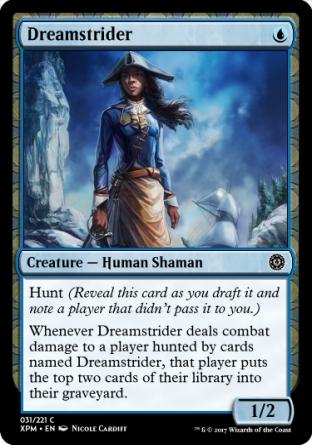 Dreamstrider
Creature — Human Shaman
Hunt (Reveal this card as you draft it and
note a player that didn't pass it to you.)
Whenever Dreamstrider deals combat
damage to a player hunted by cards
named Dreamstrider, that player puts
the top two cards of their library into
their graveyard.
1/2
031/221 C
XPM • EN NICOLE CARDIFF
™ & © 2017 Wizards of the Coast